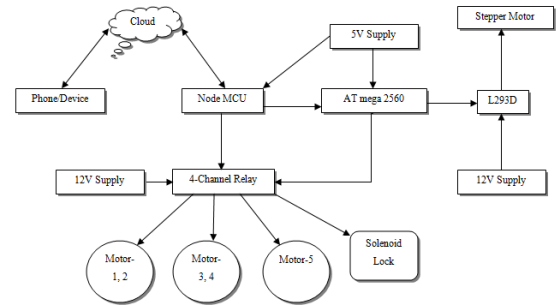 Cloud
Stepper Motor
5V Supply
Phone/Device
Node MCU
AT mega 2560
L293D
12V Supply
4-Channel Relay
12V Supply
Motor-
1, 2
Motor-
3, 4
Motor-5
Solenoid
Lock